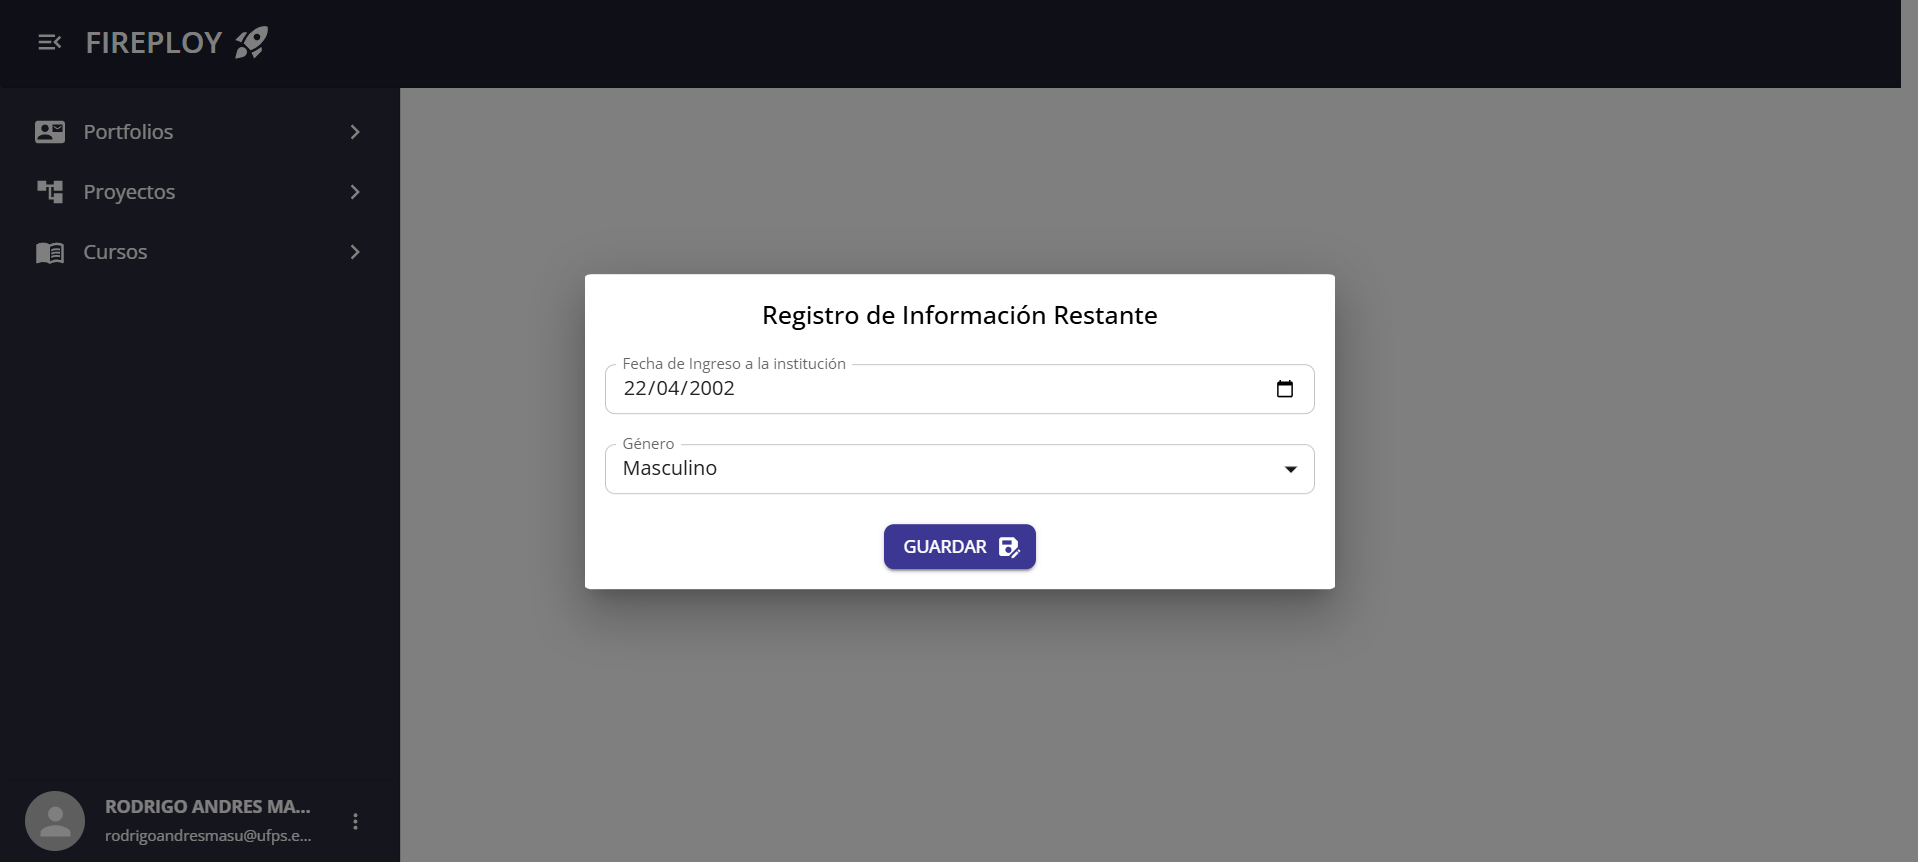 FIREPLOY
Portfolios
Proyectos
Cursos
Registro de Información Restante
Fecha de Ingreso a la institución
22/04/2002
Género
Masculino
GUARDAR
RODRIGO ANDRES MA...
rodrigoandresmasu@ufps.e...